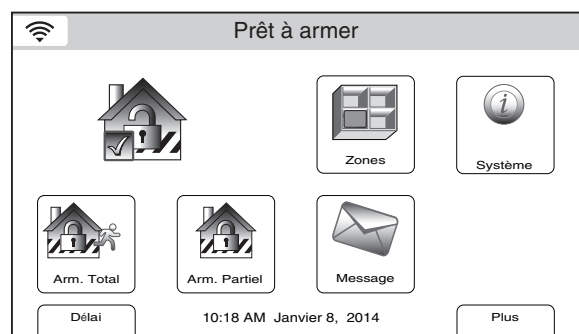 Prêt à armer
Zones
Système
Arm. Total
Arm. Partiel
Message
Délai
10:18 AM Janvier 8, 2014
Plus